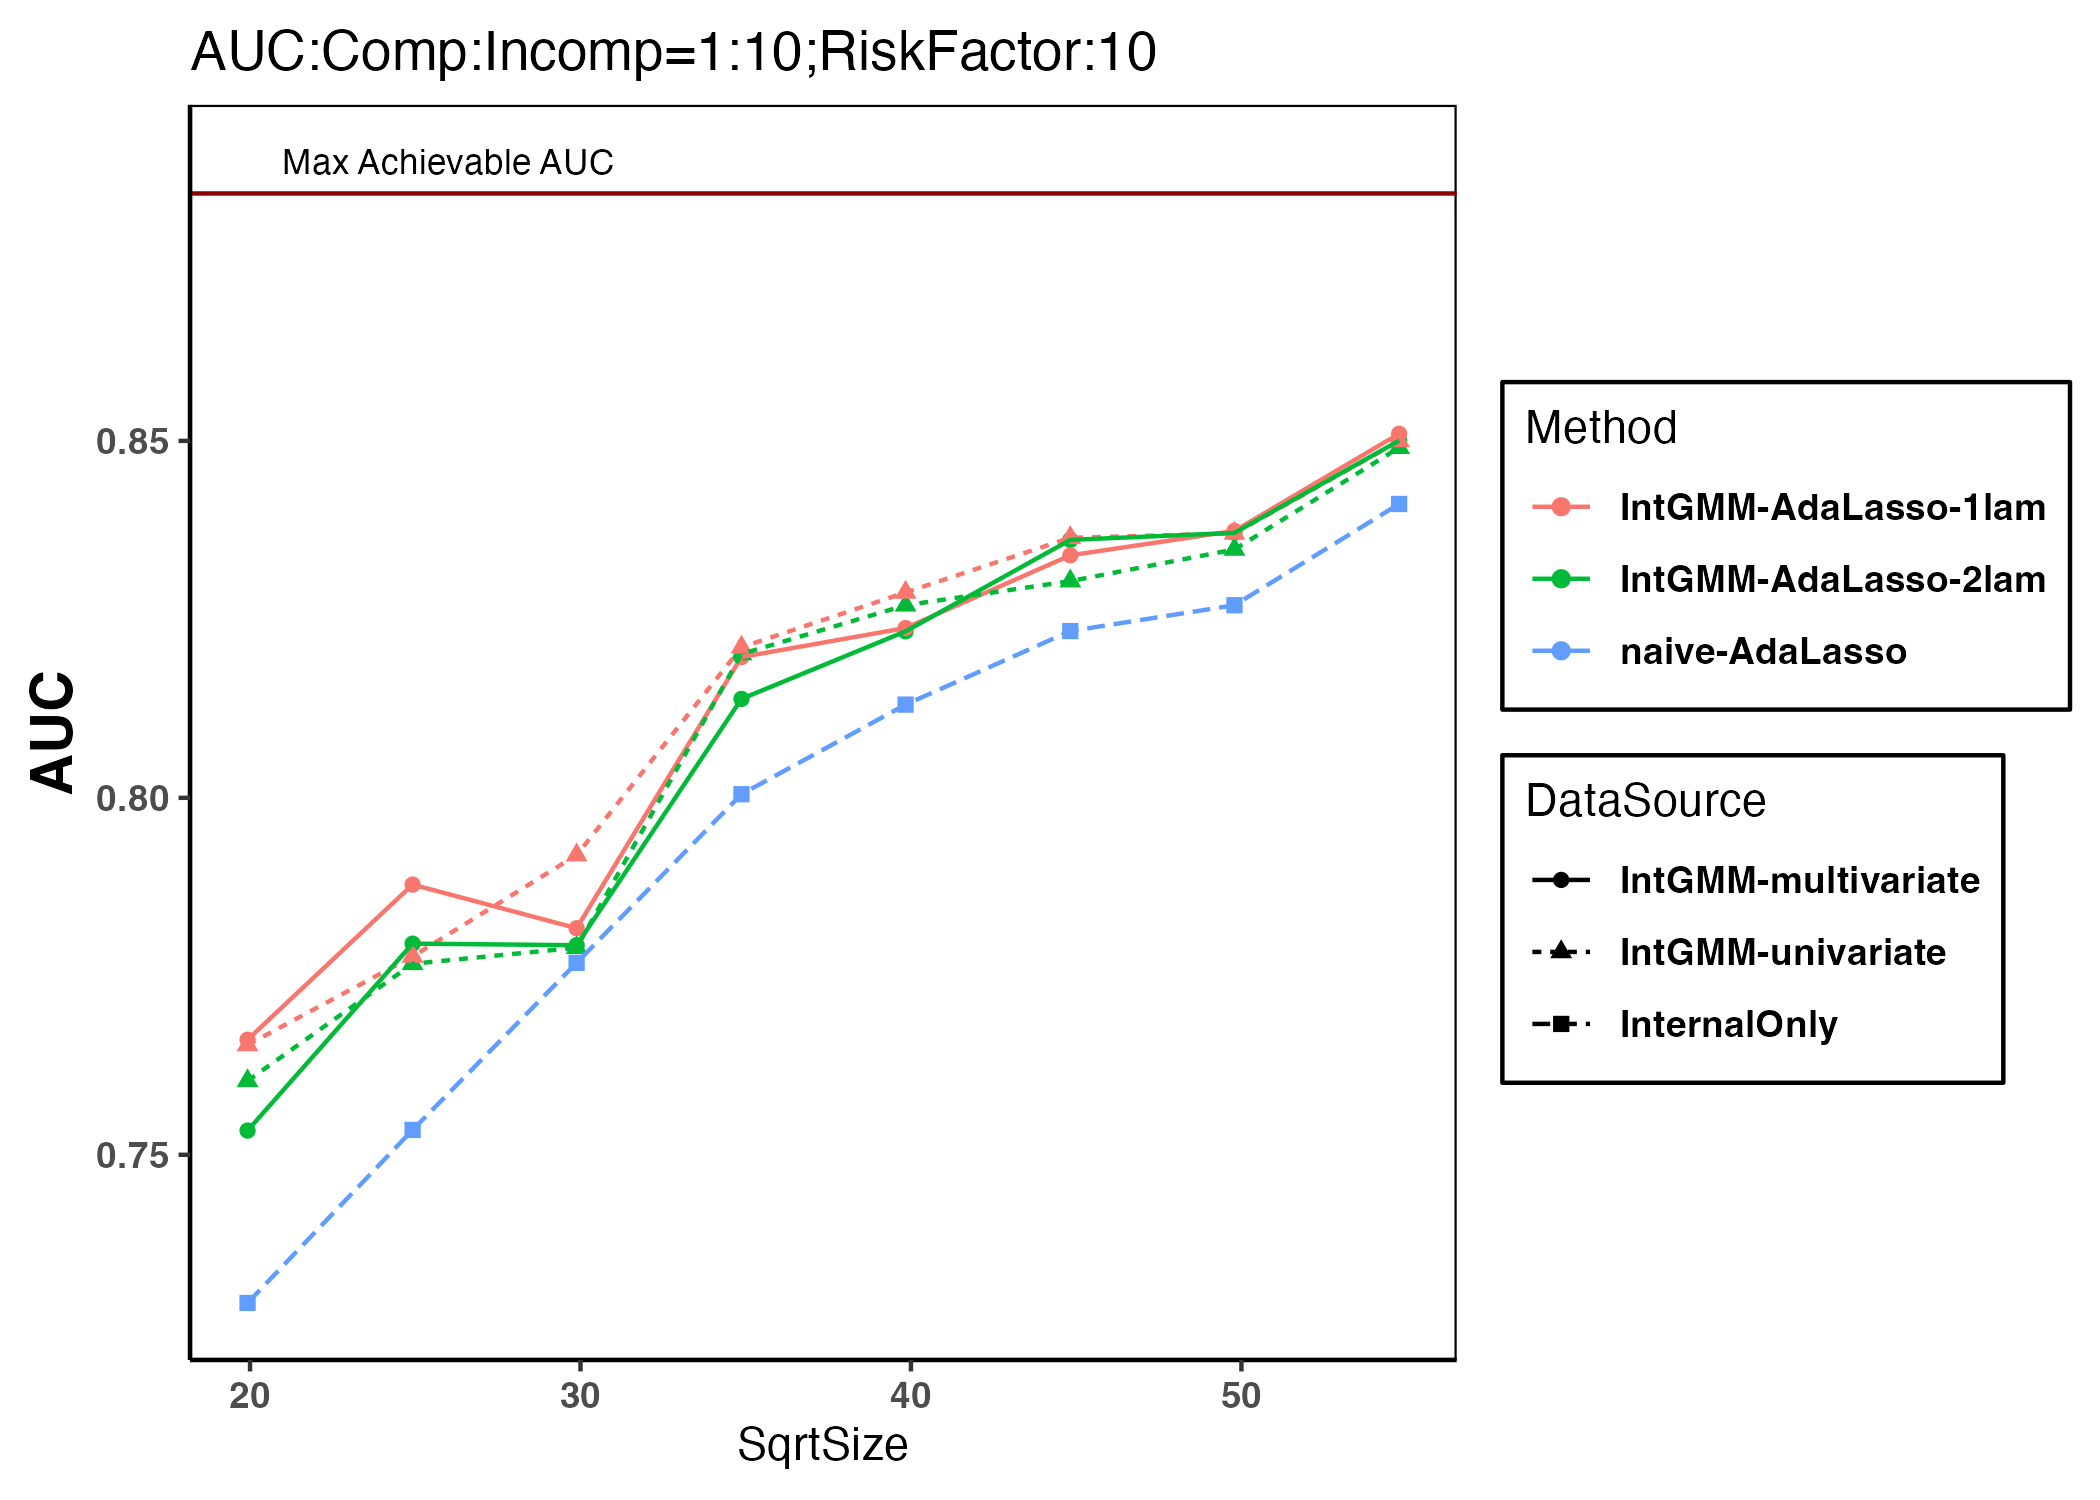 AUC:Comp:Incomp=1:10;RiskFactor:10
Max Achievable AUC
AUC
0.85
0.80
0.75
20 30 40 50
SqrtSize
Method
IntGMM-AdaLasso-1lam
IntGMM-AdaLasso-2lam
naive-AdaLasso
DataSource
IntGMM-multivariate
IntGMM-univariate
InternalOnly